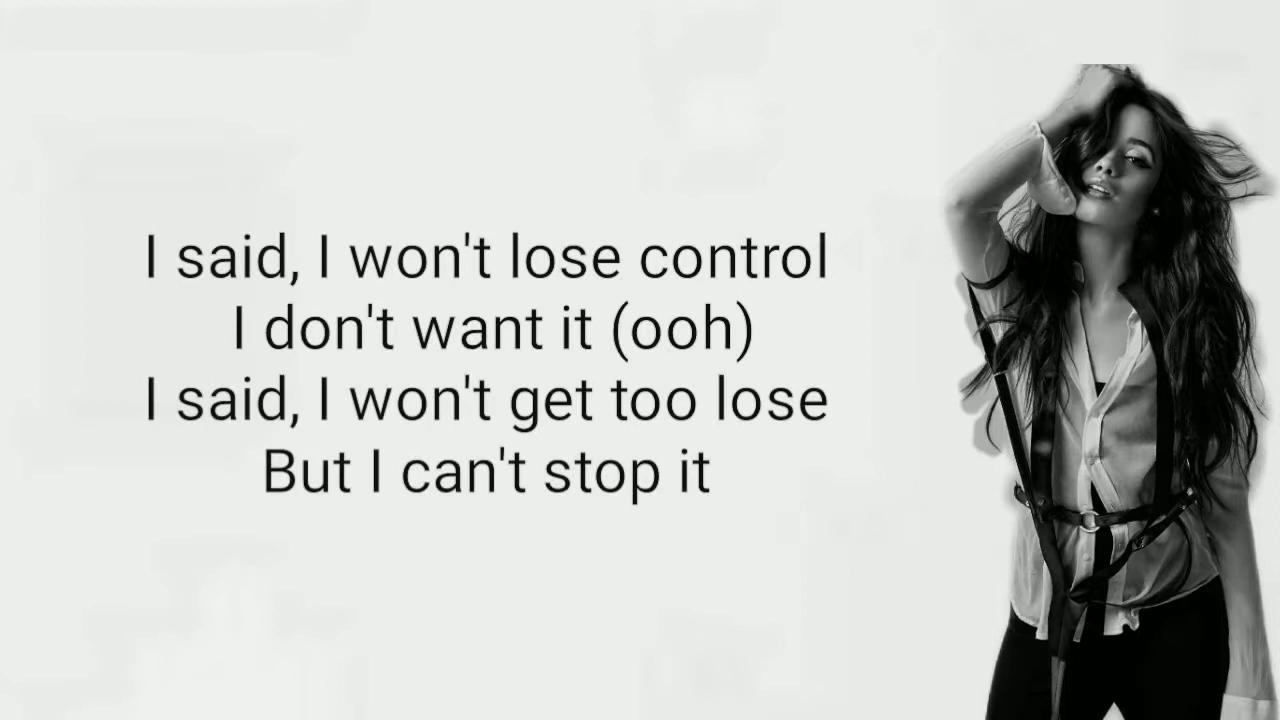 I said, I won't lose control
I don't want it (ooh)
I said, I won't get too lose
But I can't stop it